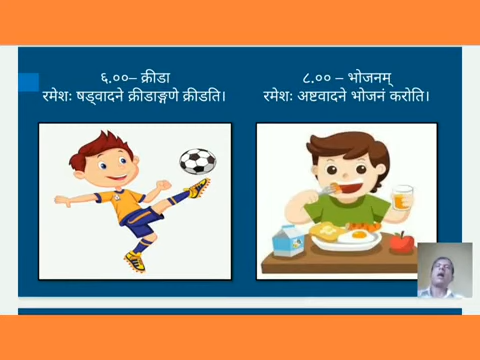 ६.००– क्रीडा
रमेशः षड्वादने क्रीडाङ्गणे क्रीडति।
८.०० – भोजनम्
रमेशः अष्टवादने भोजनं करोति।